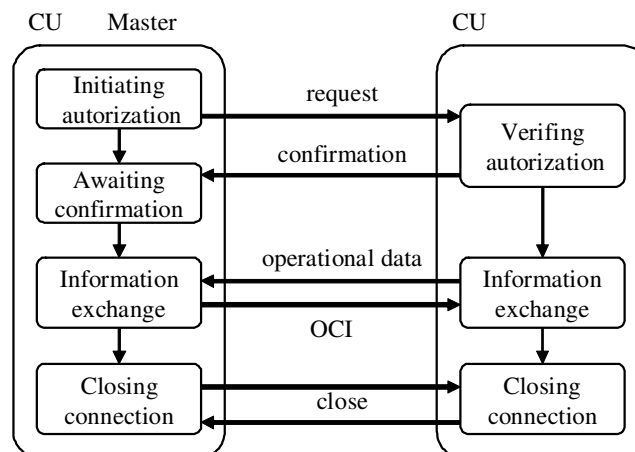 CU Master
CU
Initiating
autorization
request
Verifing
autorization
confirmation
Awaiting
confirmation
operational data
Information
exchange
Information
exchange
OCI
Closing
connection
close
Closing
connection